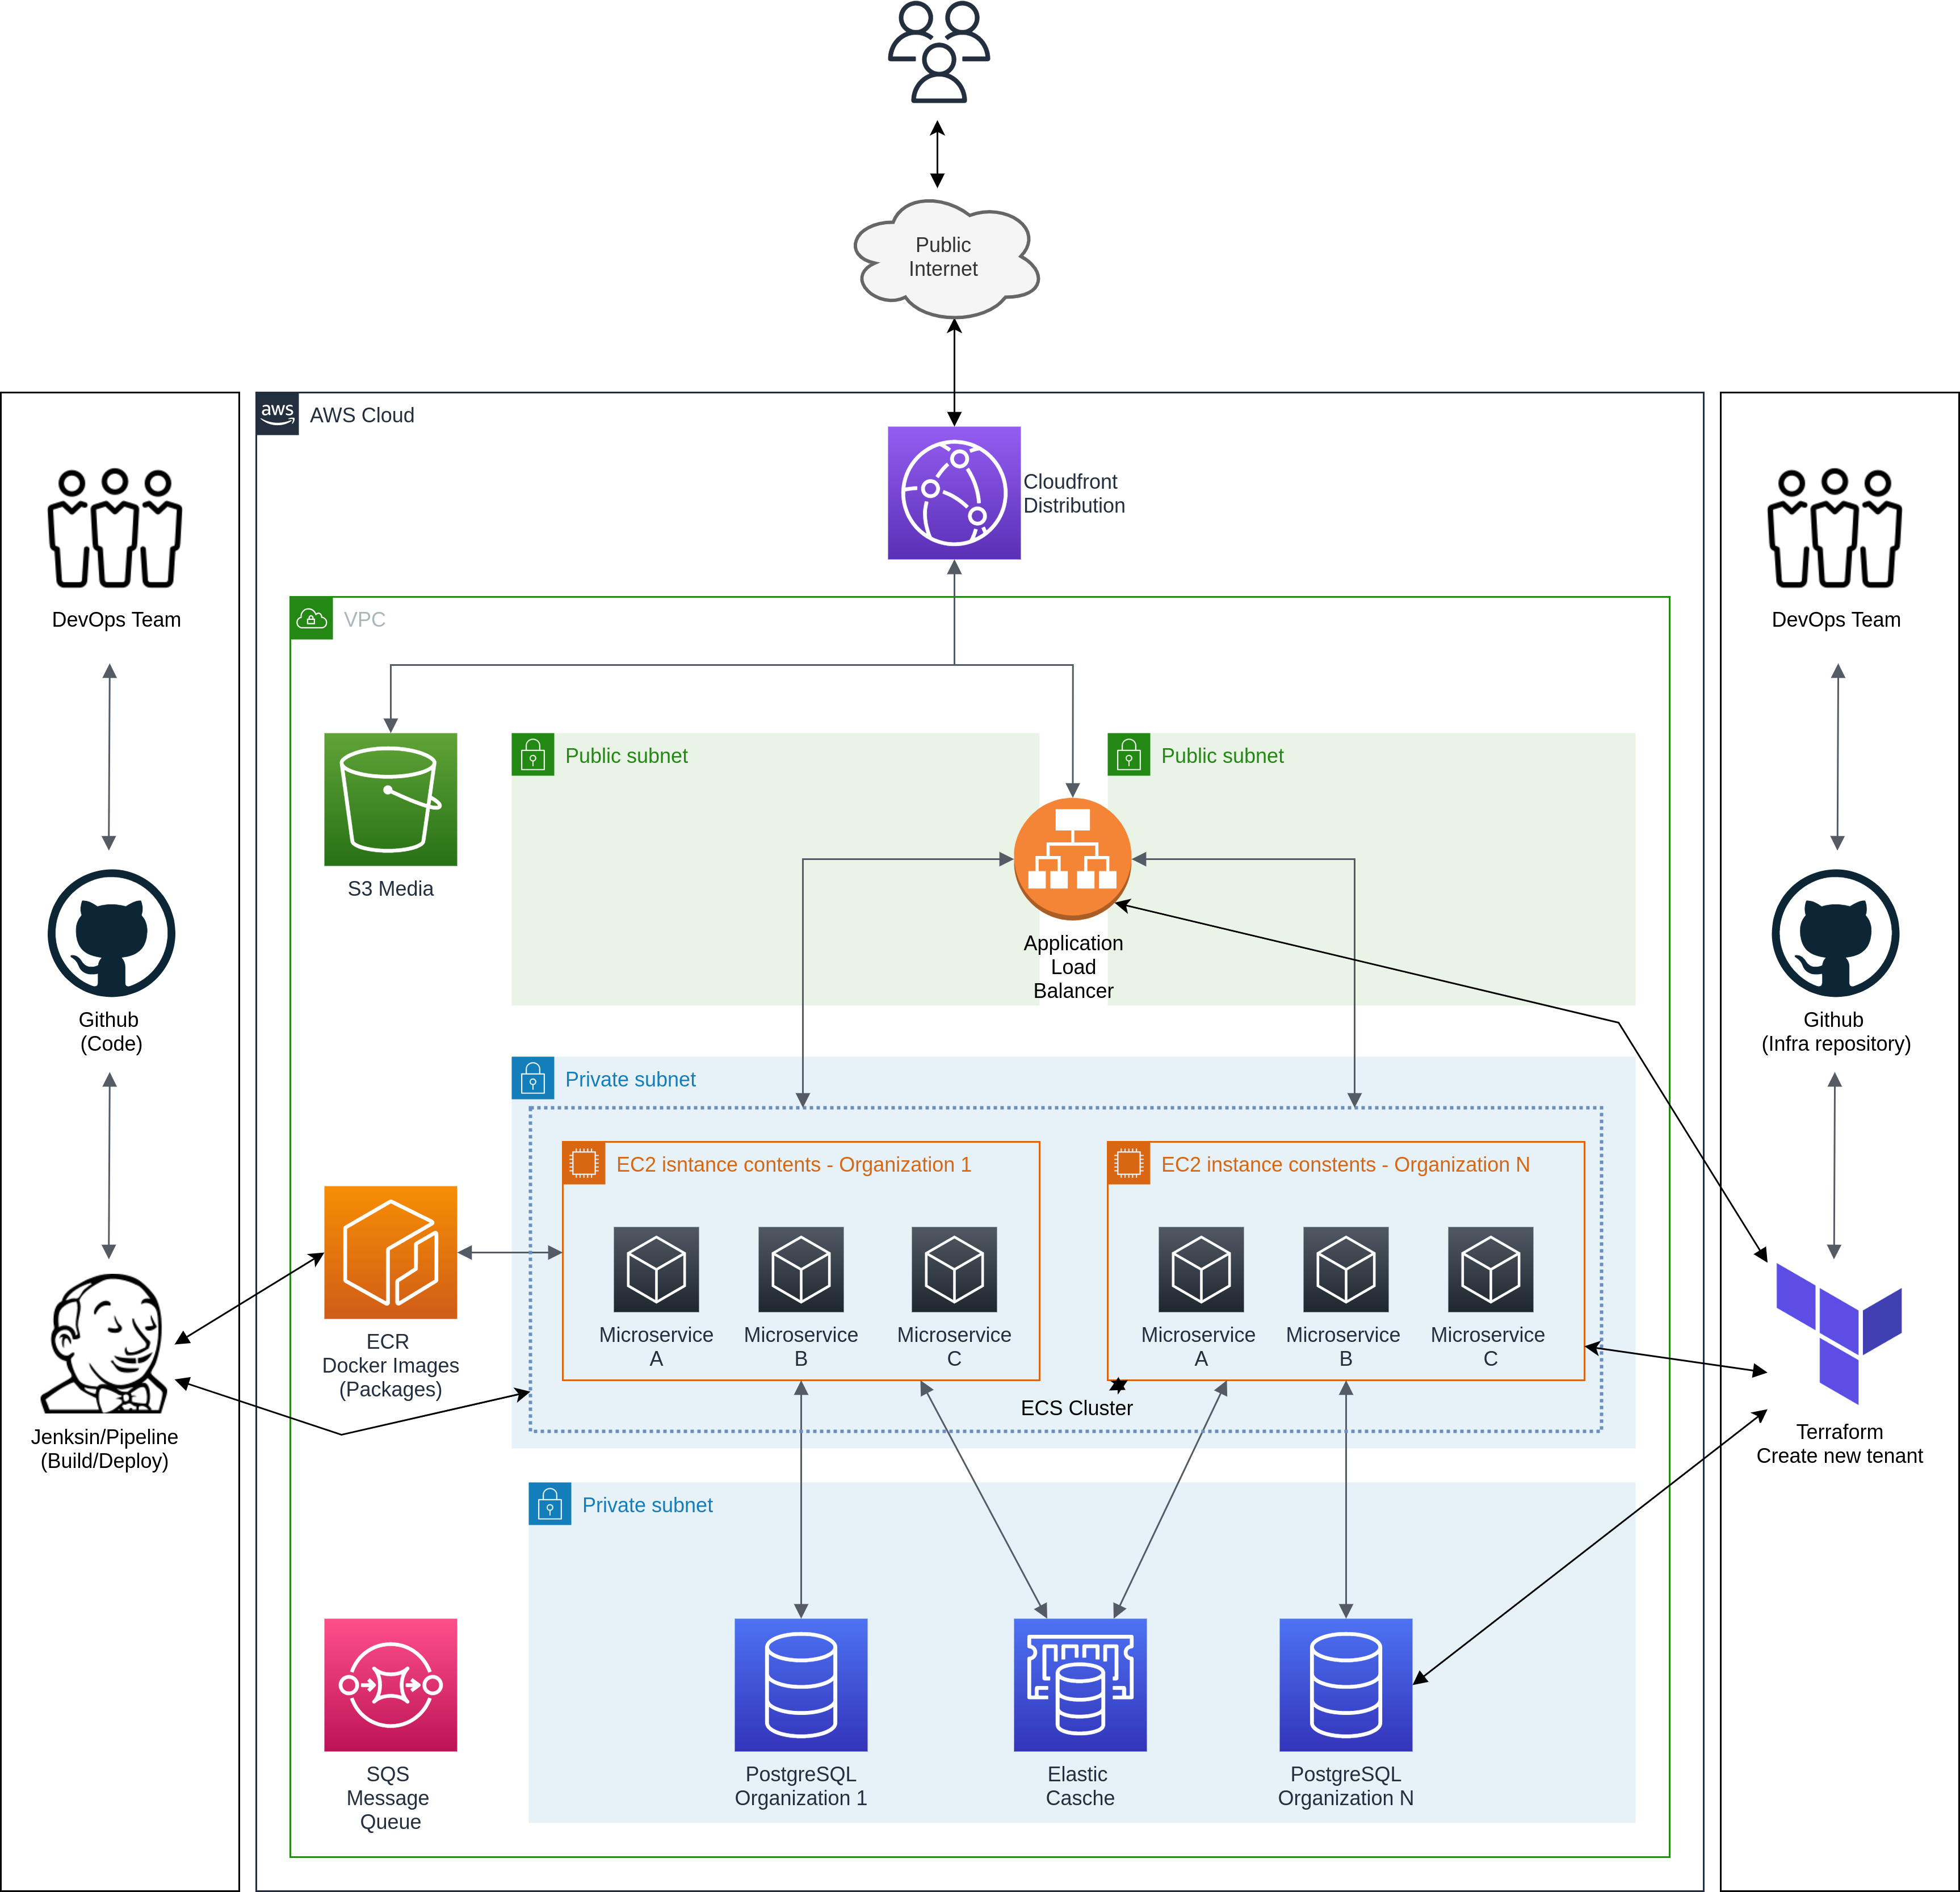 Public
Internet
aws
AWS Cloud
Cloudfront
Distribution
DevOps Team
VPC
DevOps Team
Public subnet
Public subnet
S3 Media
Application
Load
Balancer
Github
(Code)
Github
(Infra repository)
Private subnet
EC2 isntance contents - Organization 1
EC2 instance constents - Organization N
Microservice
A
Microservice
B
Microservice
C
Microservice
A
Microservice
B
Microservice
C
ECR
Docker Images
(Packages)
ECS Cluster
Jenksin/Pipeline
(Build/Deploy)
Terraform
Create new tenant
Private subnet
SQS
Message
Queue
PostgreSQL
Organization 1
Elastic
Casche
PostgreSQL
Organization N